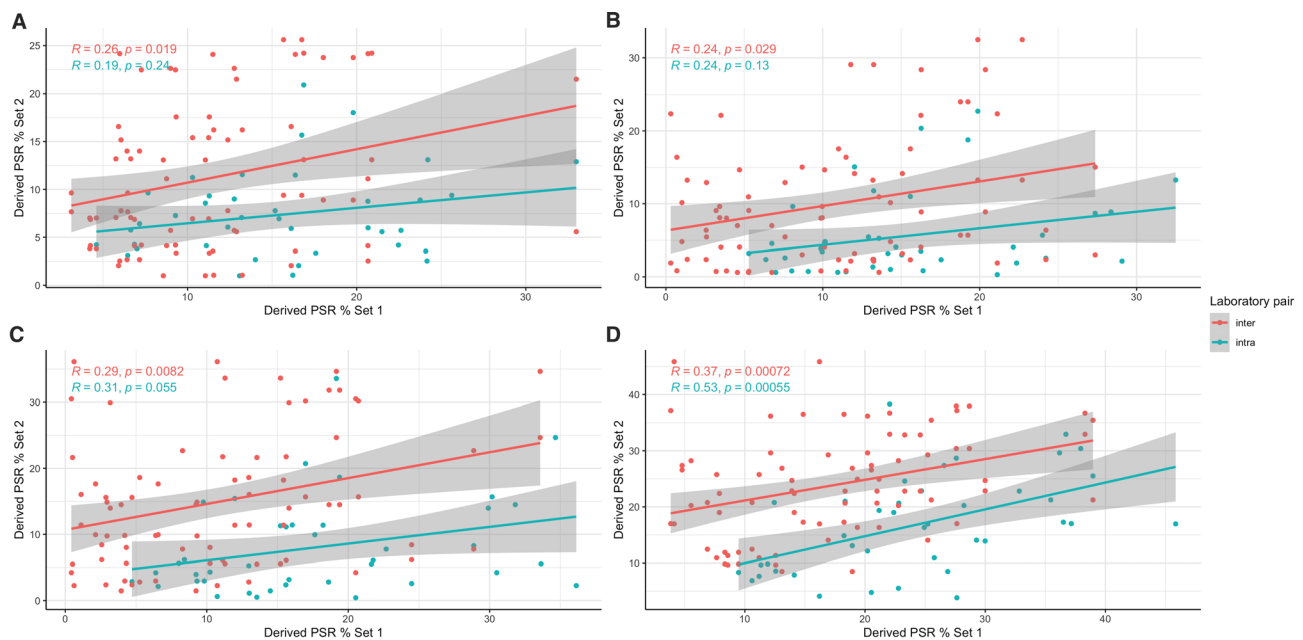 A
R = 0.26, p = 0.019
R = 0.19, p = 0.24
25
20
15
10
5
0
Derived PSR % Set 2
10
20
30
Derived PSR % Set 1
B
R = 0.24, p = 0.029
R = 0.24, p = 0.13
30
20
10
0
Derived PSR % Set 2
0
10
20
30
Derived PSR % Set 1
Laboratory pair
inter
intra
C
R = 0.29, p = 0.0082
R = 0.31, p = 0.055
30
20
10
0
Derived PSR % Set 2
0
10
20
30
Derived PSR % Set 1
D
R = 0.37, p = 0.00072
R = 0.53, p = 0.00055
40
30
20
10
Derived PSR % Set 2
10
20
30
40
Derived PSR % Set 1